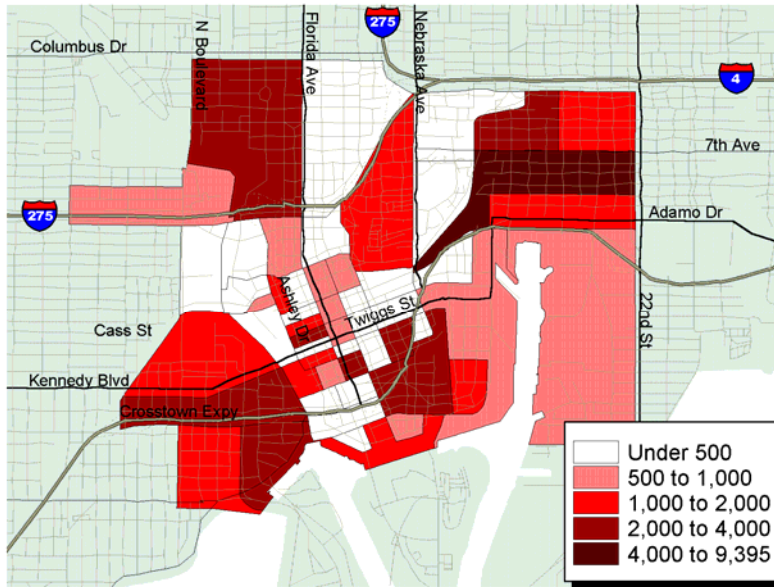 275
Columbus Dr
N Boulevard
Florida Ave
Nebraska Ave
4
7th Ave
275
Adamo Dr
Ashley Dr
Twiggs St
22nd St
Cass St
Kennedy Blvd
Crosstown Expy
Under 500
500 to 1,000
1,000 to 2,000
2,000 to 4,000
4,000 to 9,395